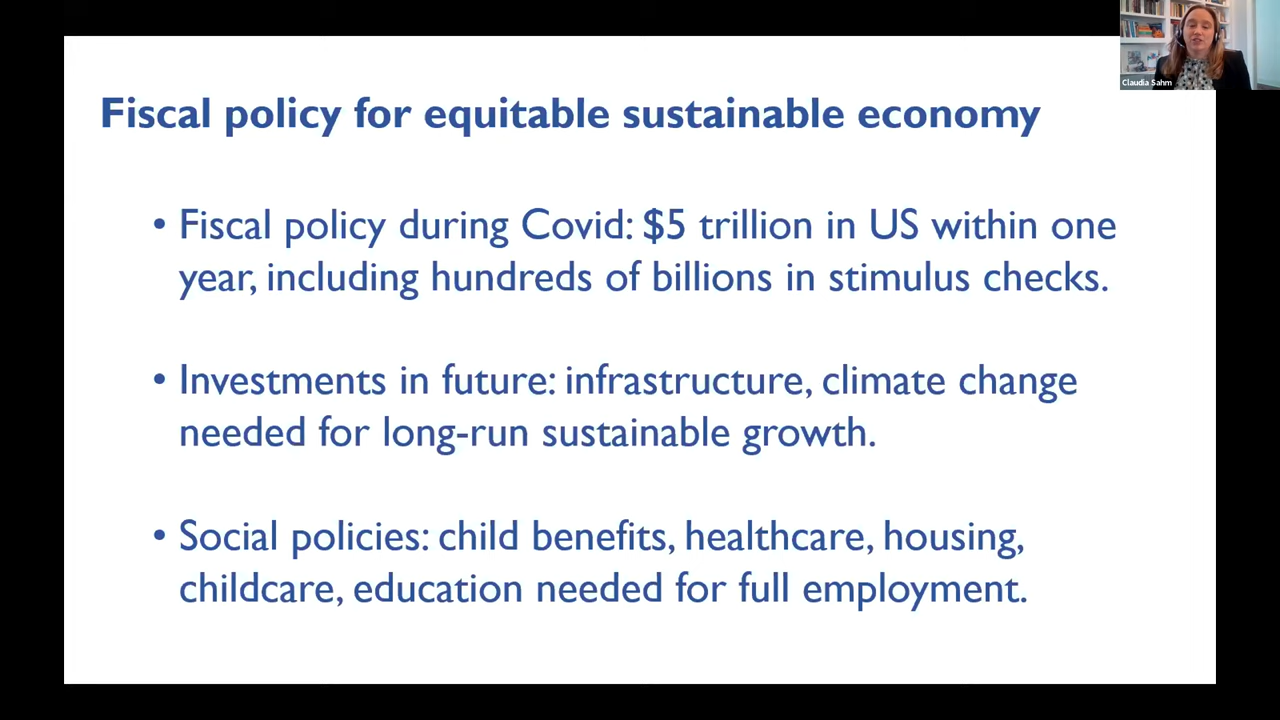 Claudia Sahm
Fiscal policy for equitable sustainable economy
• Fiscal policy during Covid: $5 trillion in US within one
year, including hundreds of billions in stimulus checks.
• Investments in future: infrastructure, climate change
needed for long-run sustainable growth.
• Social policies: child benefits, healthcare, housing,
childcare, education needed for full employment.